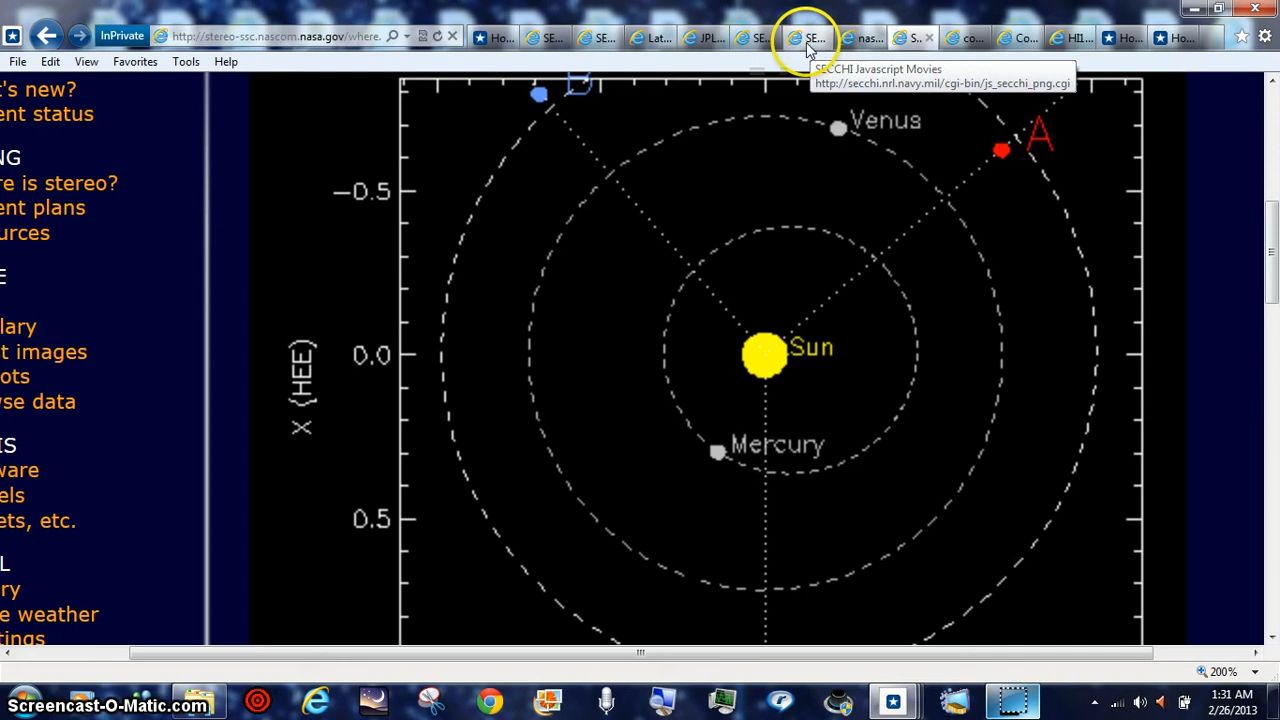 InPrivate
http://stereo-ssc.nascom.nasa.gov/where.
Ho...
SE...
SE...
Lat...
JPL...
SE...
SE...
nas...
S...
co...
Co...
HI1...
Ho...
Ho...
File Edit View Favorites Tools Help
SECCHI Javascript Movies
http://secchi.nrl.navy.mil/cgi-bin/js_secchi_png.cgi
's new?
ent status
NG
re is stereo?
ent plans
urces
E
lary
t images
ots
wse data
IS
ware
els
ets, etc.
L
ry
e weather
tings
Venus
A
−0.5
Sun
0.0
X (HEE)
Mercury
0.5
200%
1:31 AM
2/26/2013
Screencast-O-Matic.com